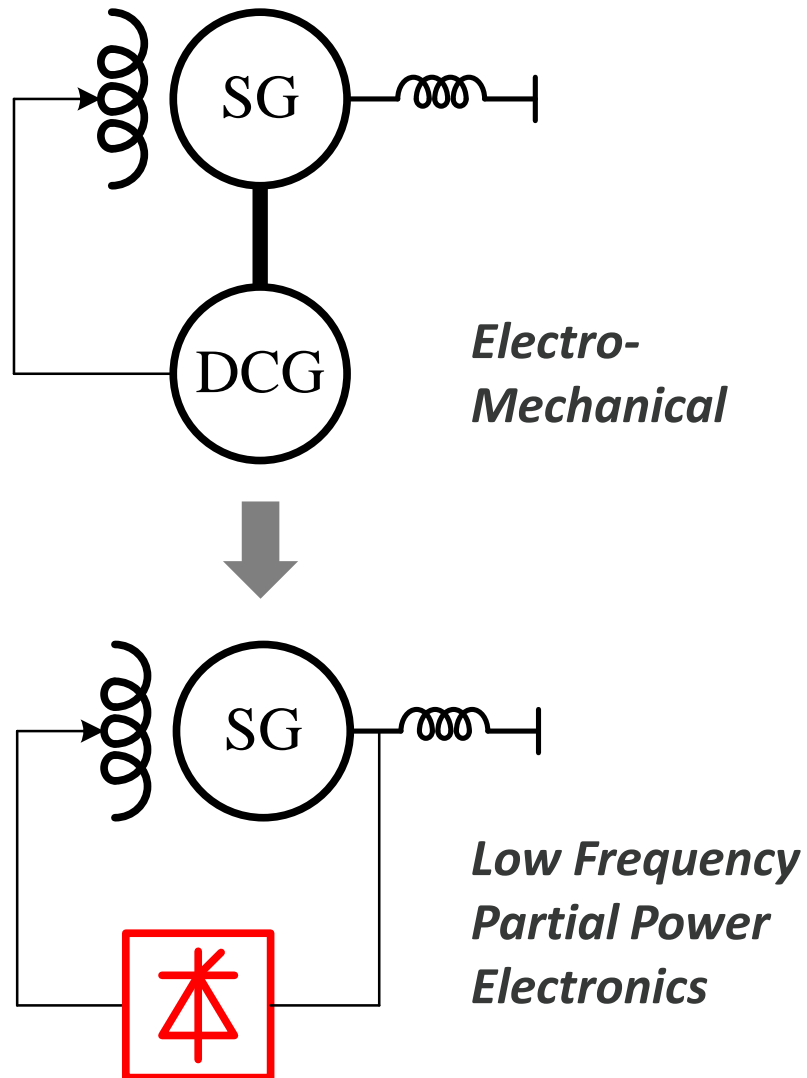 SG
DCG
Electro-
Mechanical
SG
Low Frequency
Partial Power
Electronics